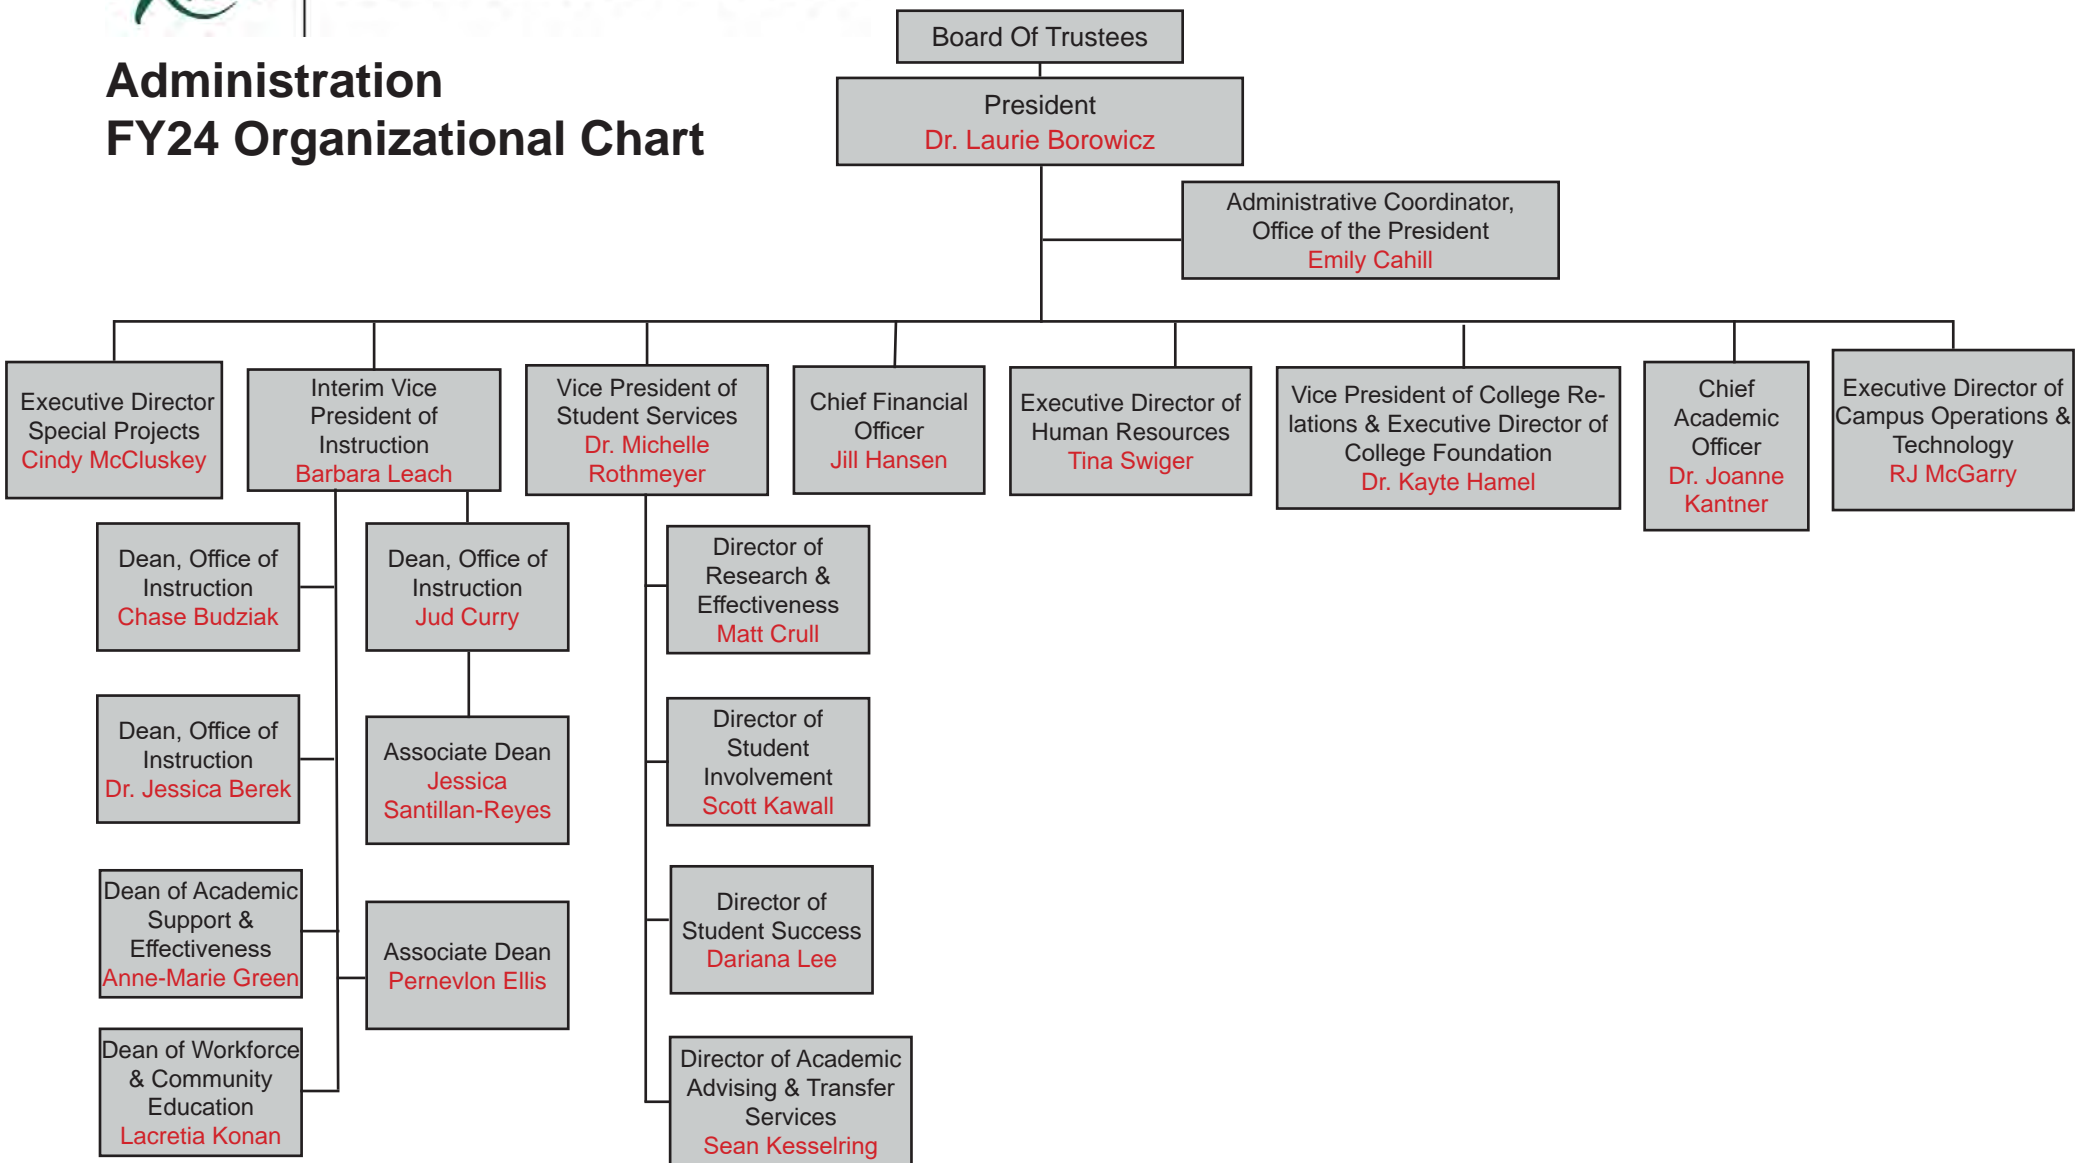 Administration
FY24 Organizational Chart
Board Of Trustees
President
Dr. Laurie Borowicz
Administrative Coordinator,
Office of the President
Emily Cahill
Executive Director
Special Projects
Cindy McCluskey
Interim Vice
President of
Instruction
Barbara Leach
Vice President of
Student Services
Dr. Michelle
Rothmeyer
Chief Financial
Officer
Jill Hansen
Executive Director of
Human Resources
Tina Swiger
Vice President of College Re-
lations & Executive Director of
College Foundation
Dr. Kayte Hamel
Chief
Academic
Officer
Dr. Joanne
Kantner
Executive Director of
Campus Operations &
Technology
RJ McGarry
Dean, Office of
Instruction
Chase Budziak
Dean, Office of
Instruction
Jud Curry
Director of
Research &
Effectiveness
Matt Crull
Dean, Office of
Instruction
Dr. Jessica Berek
Associate Dean
Jessica
Santillan-Reyes
Director of
Student
Involvement
Scott Kawall
Dean of Academic
Support &
Effectiveness
Anne-Marie Green
Associate Dean
Pernevlon Ellis
Director of
Student Success
Dariana Lee
Dean of Workforce
& Community
Education
Lacretia Konan
Director of Academic
Advising & Transfer
Services
Sean Kesselring